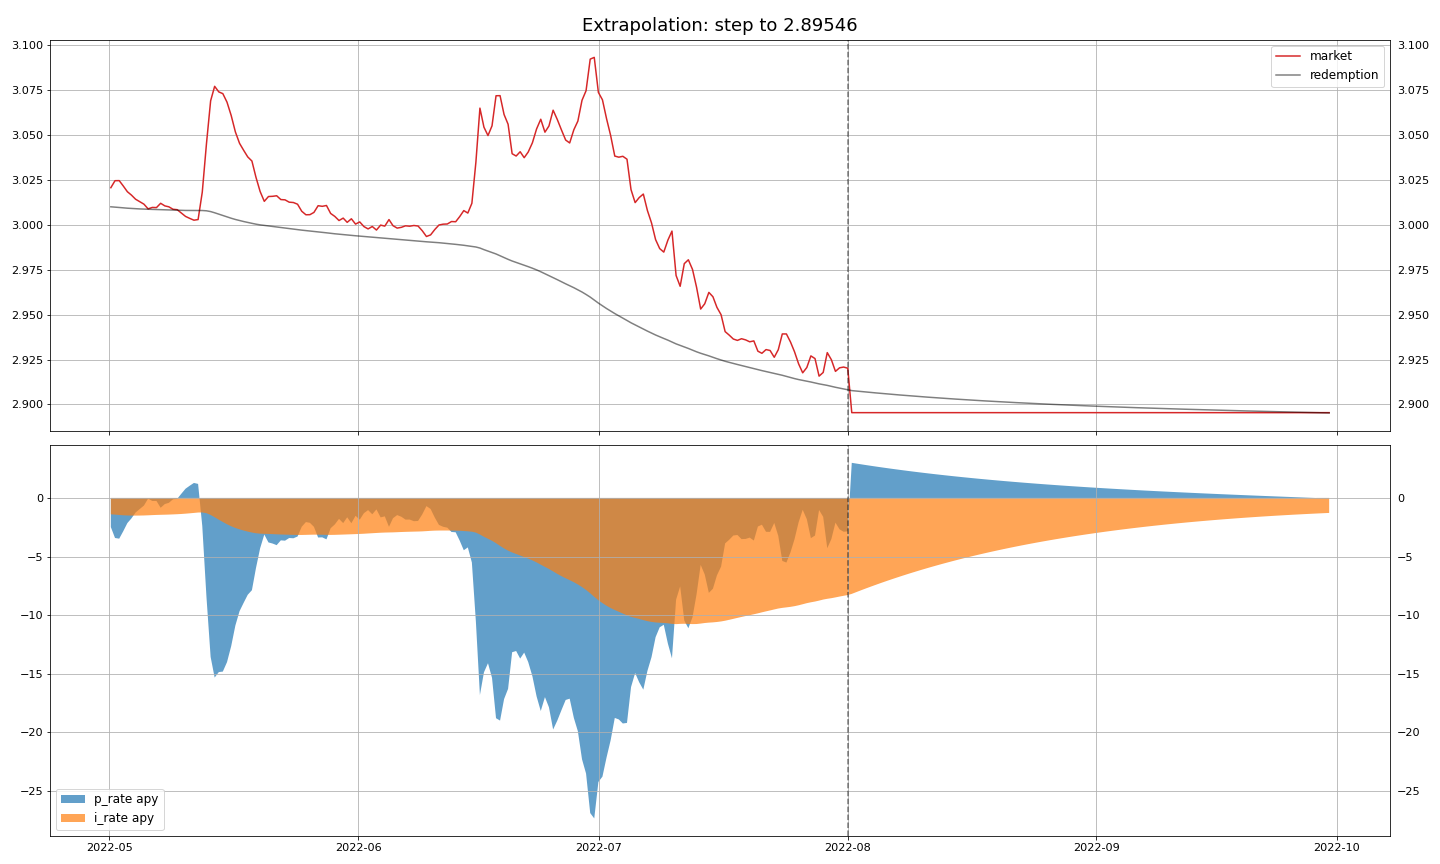 Extrapolation: step to 2.89546
3.100 3.100
market
redemption
3.075 3.075
3.050 3.050
3.025 3.025
3.000 3.000
2.975 2.975
2.950 2.950
2.925 2.925
2.900 2.900
0 0
−5 −5
−10 −10
−15 −15
−20 −20
−25 −25
p_rate apy
i_rate apy
2022-05 2022-06 2022-07 2022-08 2022-09 2022-10